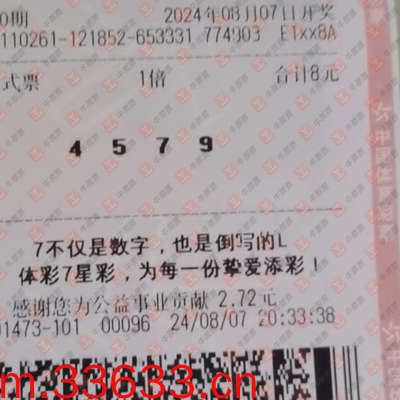 0期 2024年08月07日开奖
110261-121852-653331 774903 E1xx8A
式票 1倍 合计8元
4 5 7 9
7不仅是数字，也是倒写的L
体彩7星彩，为每一份挚爱添彩！
感谢您为公益事业贡献 2.72元
01473-101 00096 24/08/07 20:33:38
m.33633.cn